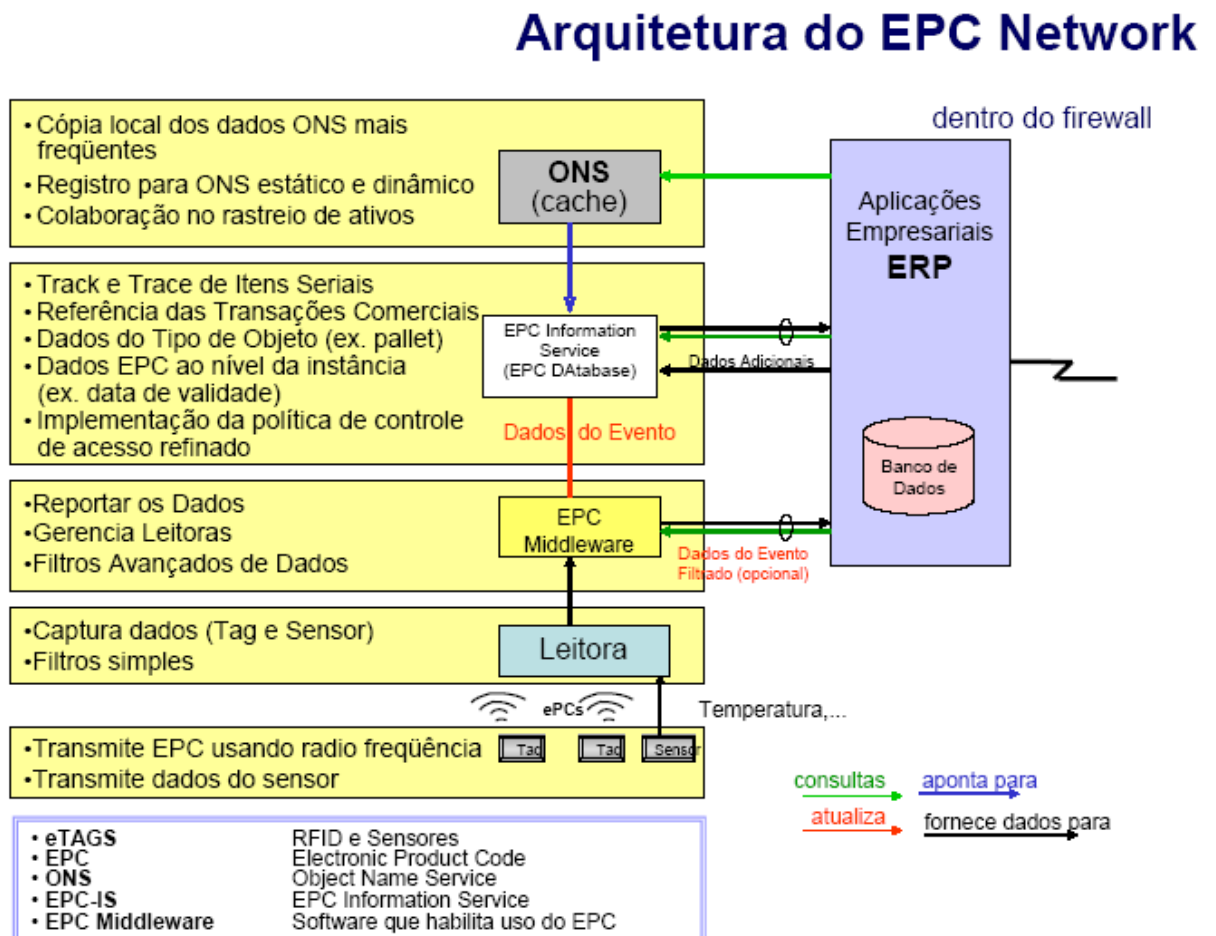 Arquitetura do EPC Network
dentro do firewall
• Cópia local dos dados ONS mais
freqüentes
• Registro para ONS estático e dinâmico
• Colaboração no rastreio de ativos
ONS
(cache)
Aplicações
Empresariais
ERP
• Track e Trace de Itens Seriais
• Referência das Transações Comerciais
• Dados do Tipo de Objeto (ex. pallet)
• Dados EPC ao nível da instância
(ex. data de validade)
• Implementação da política de controle
de acesso refinado
EPC Information
Service
(EPC DAtabase)
Dados Adicionais
Dados do Evento
Banco de
Dados
•Reportar os Dados
•Gerencia Leitoras
•Filtros Avançados de Dados
EPC
Middleware
Dados do Evento
Filtrado (opcional)
•Captura dados (Tag e Sensor)
•Filtros simples
Leitora
ePCs
Temperatura,...
•Transmite EPC usando radio freqüência
•Transmite dados do sensor
Tag
Tag
Sensor
consultas
aponta para
atualiza
fornece dados para
• eTAGS RFID e Sensores
• EPC Electronic Product Code
• ONS Object Name Service
• EPC-IS EPC Information Service
• EPC Middleware Software que habilita uso do EPC